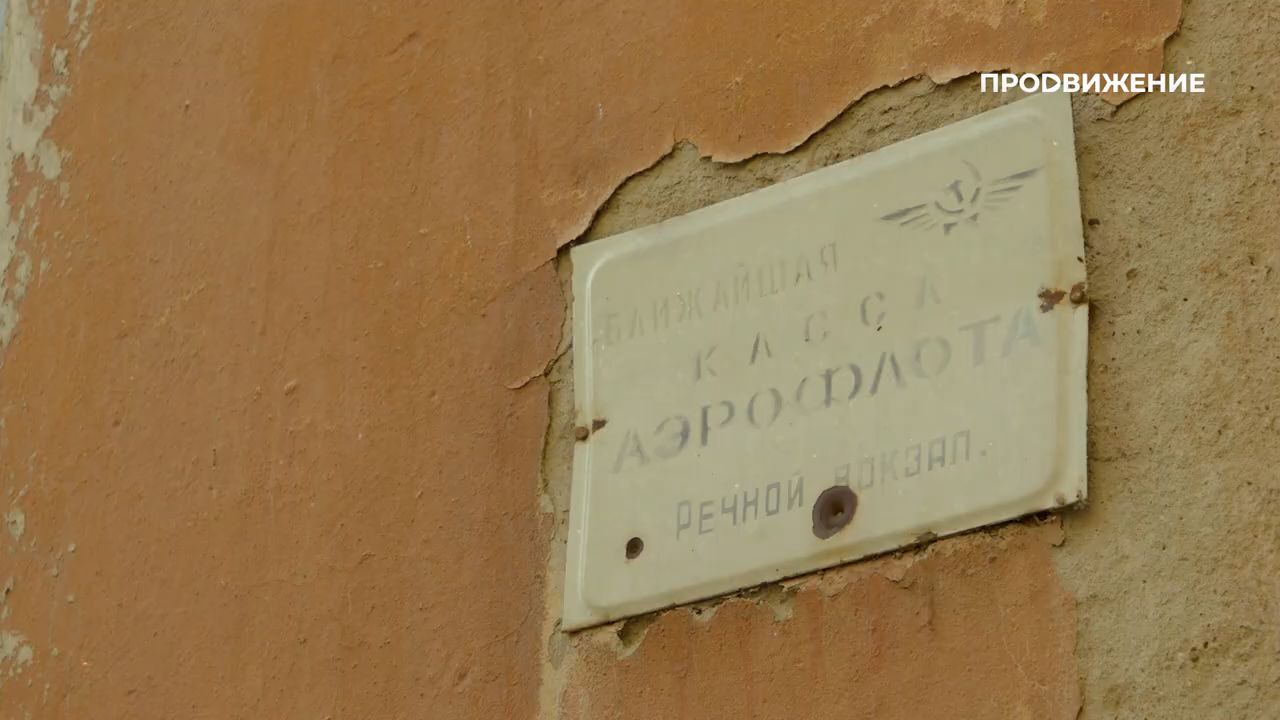 ПРОДВИЖЕНИЕ
БЛИЖАЙШАЯ
КАССА
АЭРОФЛОТА
РЕЧНОЙ ВОКЗАЛ.